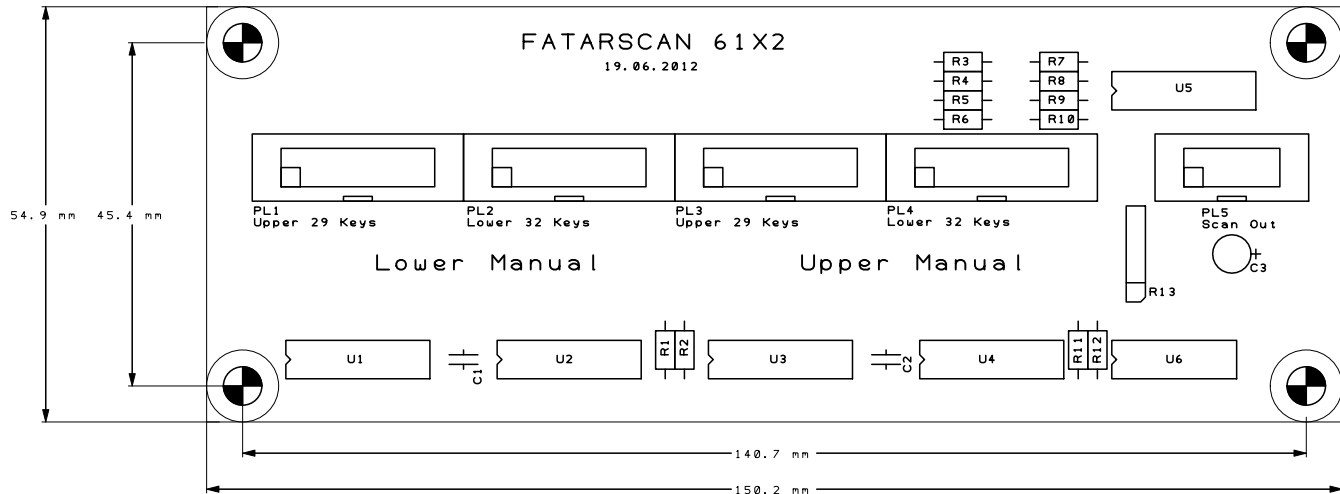 FATARSCAN 61X2
19.06.2012
R3
R4
R5
R6
R7
R8
R9
R10
U5
54.9 mm
45.4 mm
PL1
Upper 29 Keys
PL2
Lower 32 Keys
PL3
Upper 29 Keys
PL4
Lower 32 Keys
PL5
Scan Out
Lower Manual
Upper Manual
C3
R13
U1
C1
U2
R1
R2
U3
C2
U4
R11
R12
U6
140.7 mm
150.2 mm